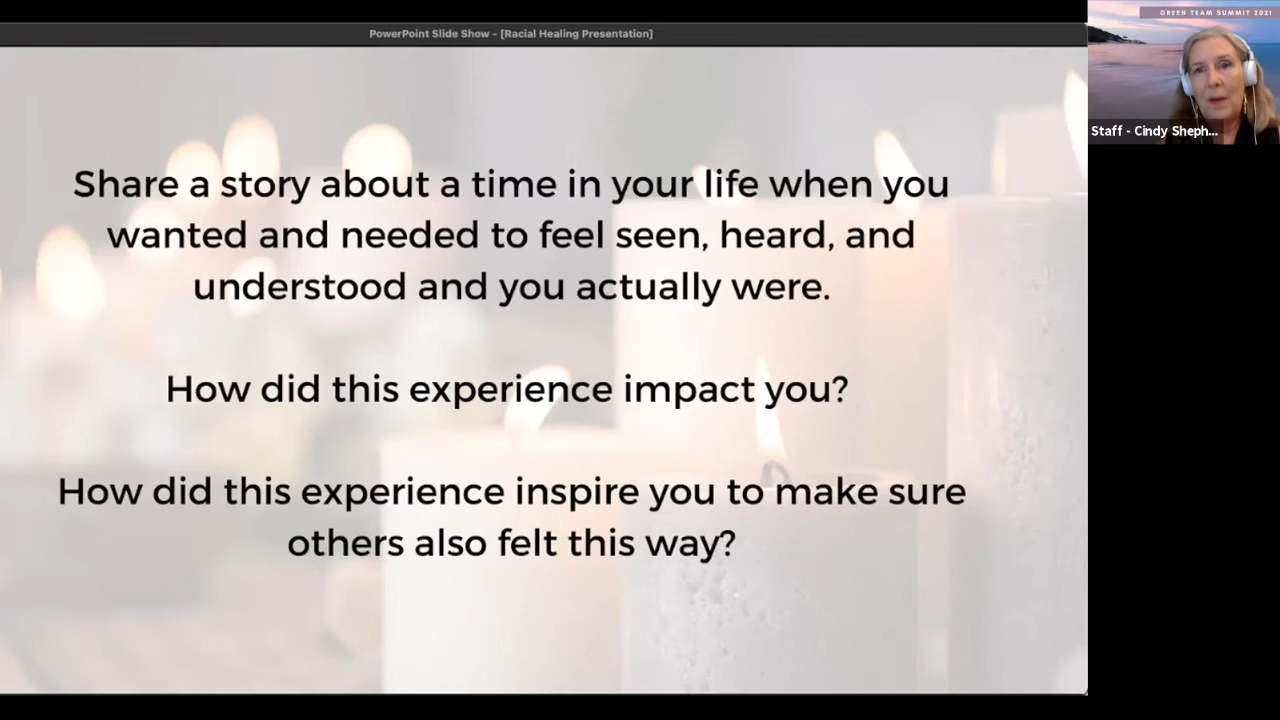 PowerPoint Slide Show - [Racial Healing Presentation]
GREEN TEAM SUMMIT 2021
Staff - Cindy Sheph...
Share a story about a time in your life when you
wanted and needed to feel seen, heard, and
understood and you actually were.
How did this experience impact you?
How did this experience inspire you to make sure
others also felt this way?